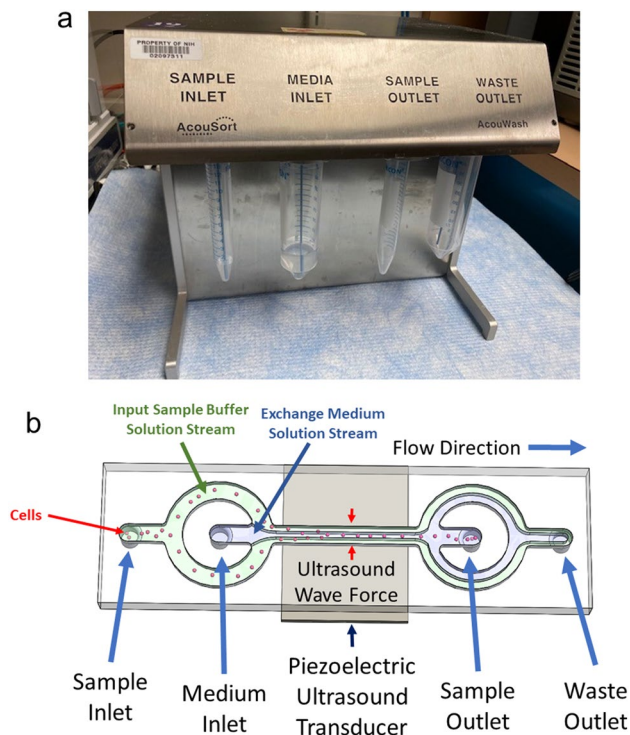 a
PROPERTY OF NIH
02097311
SAMPLE INLET
MEDIA INLET
SAMPLE OUTLET
WASTE OUTLET
AcouSort
AcouWash
b
Input Sample Buffer
Solution Stream
Exchange Medium
Solution Stream
Flow Direction
Cells
Ultrasound
Wave Force
Sample
Inlet
Medium
Inlet
Piezoelectric
Ultrasound
Transducer
Sample
Outlet
Waste
Outlet